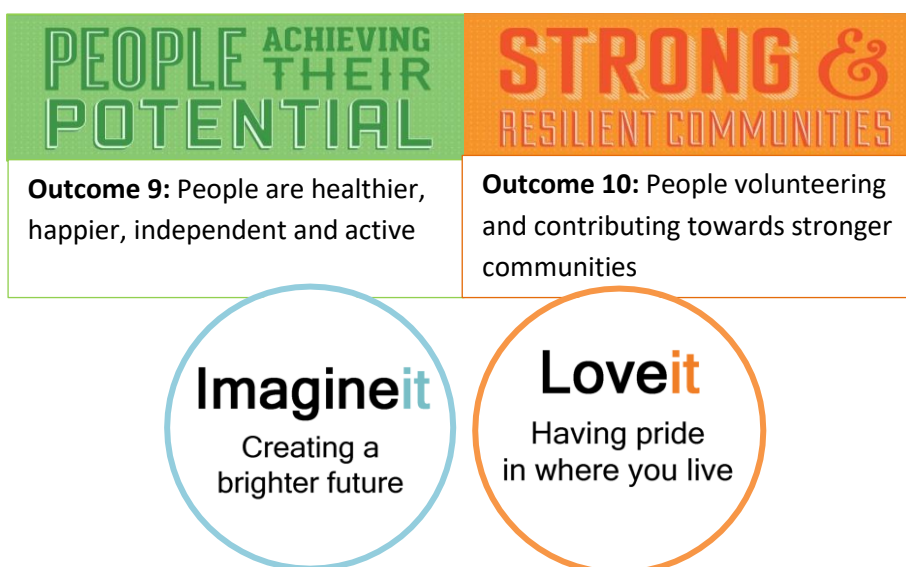 PEOPLE ACHIEVING THEIR
POTENTIAL
STRONG &
RESILIENT COMMUNITIES
Outcome 9: People are healthier,
happier, independent and active
Outcome 10: People volunteering
and contributing towards stronger
communities
Imagineit
Creating a
brighter future
Loveit
Having pride
in where you live